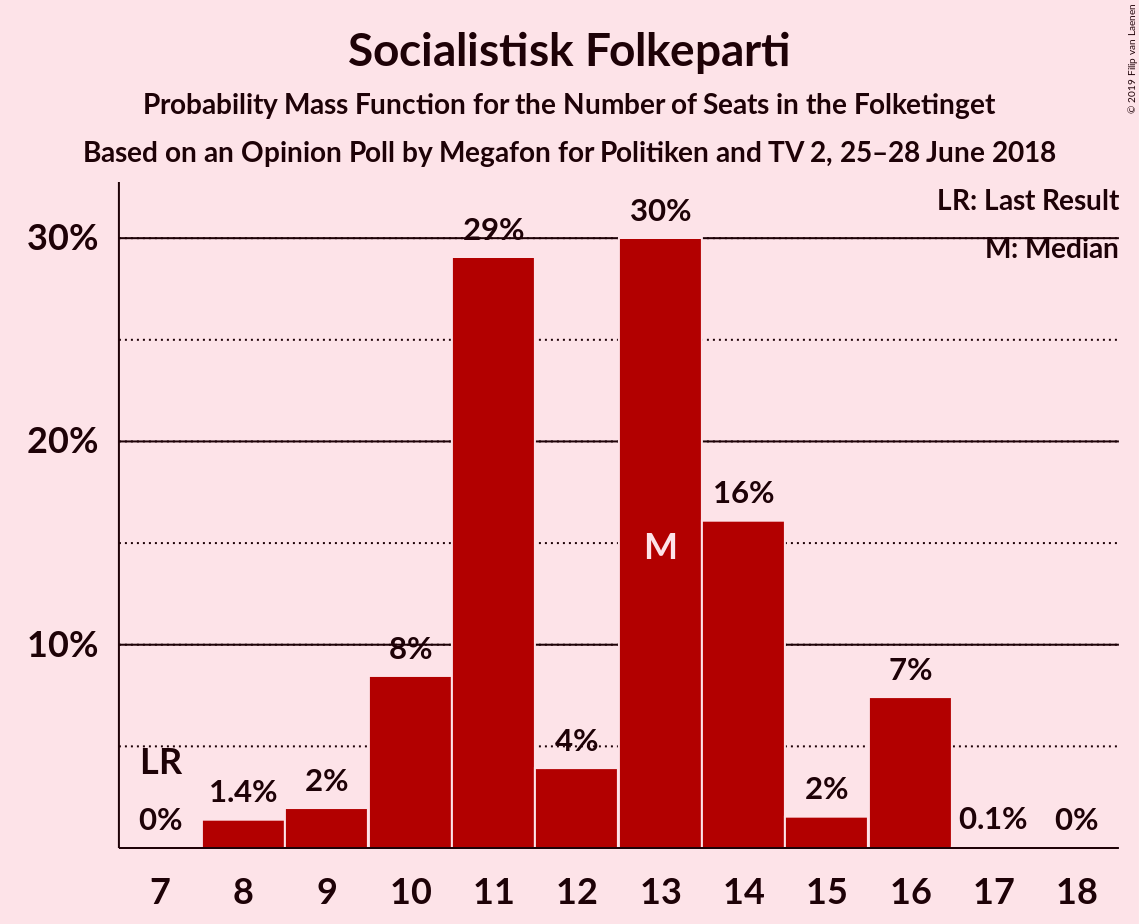 Socialistisk Folkeparti
Probability Mass Function for the Number of Seats in the Folketinget
Based on an Opinion Poll by Megafon for Politiken and TV 2, 25–28 June 2018
© 2019 Filip van Laenen
LR: Last Result
M: Median
30%
20%
10%
LR
0%
1.4%
2%
8%
29%
4%
30%
M
16%
2%
7%
0.1%
0%
7 8 9 10 11 12 13 14 15 16 17 18